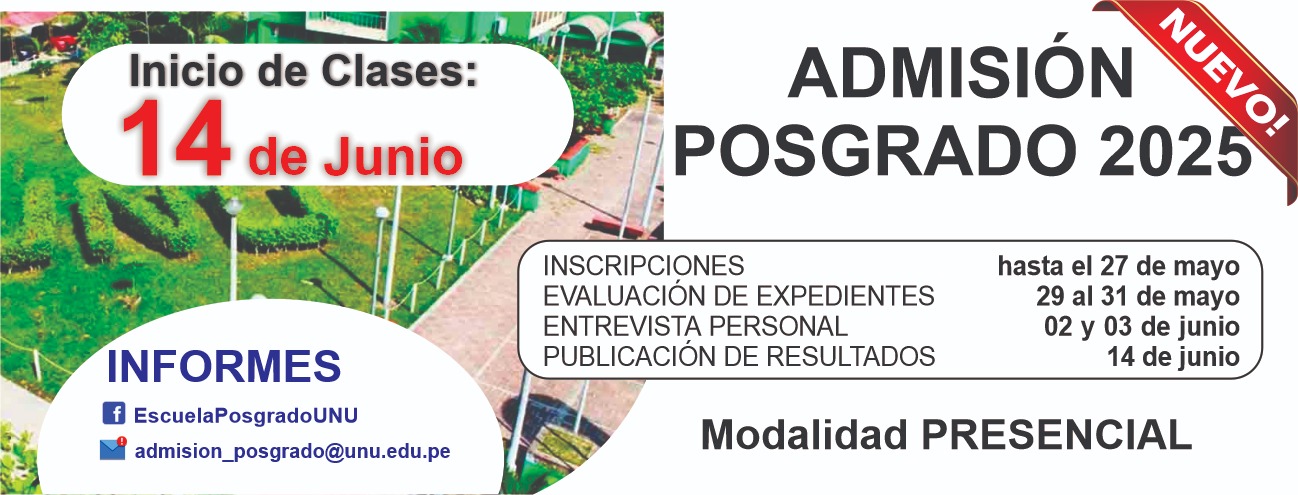 Inicio de Clases:
14 de Junio
ADMISIÓN
POSGRADO 2025
NUEVO!
INSCRIPCIONES hasta el 27 de mayo
EVALUACIÓN DE EXPEDIENTES 29 al 31 de mayo
ENTREVISTA PERSONAL 02 y 03 de junio
PUBLICACIÓN DE RESULTADOS 14 de junio
Modalidad PRESENCIAL
UNU
INFORMES
EscuelaPosgradoUNU
admision_posgrado@unu.edu.pe